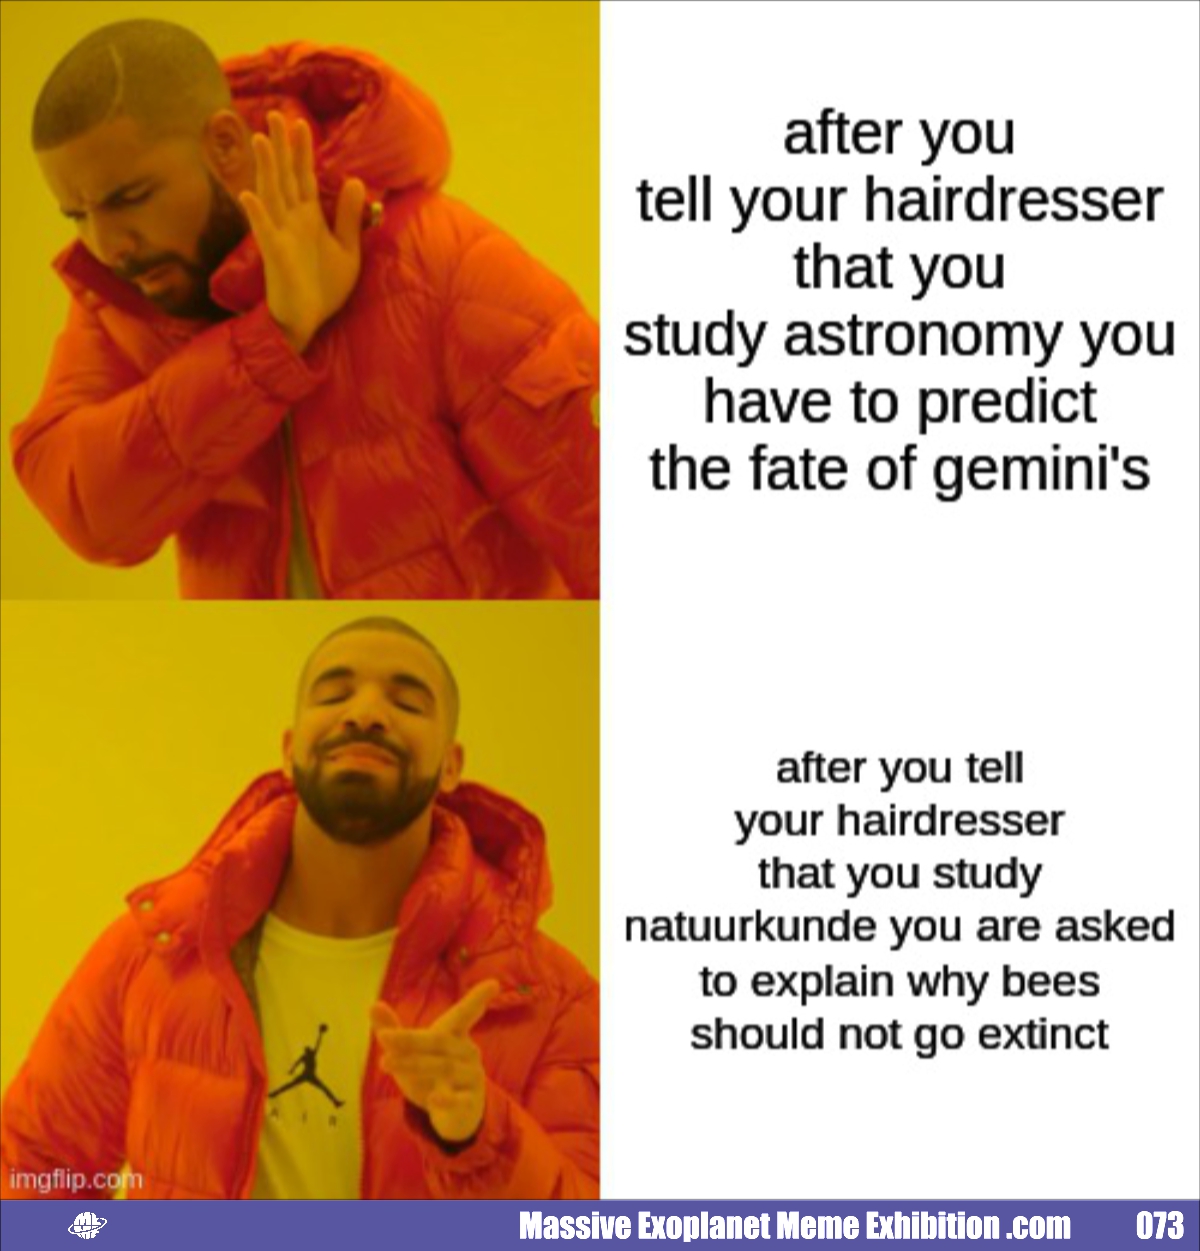 after you
tell your hairdresser
that you
study astronomy you
have to predict
the fate of gemini's
after you tell
your hairdresser
that you study
natuurkunde you are asked
to explain why bees
should not go extinct
AIR
imgflip.com
Massive Exoplanet Meme Exhibition .com 073